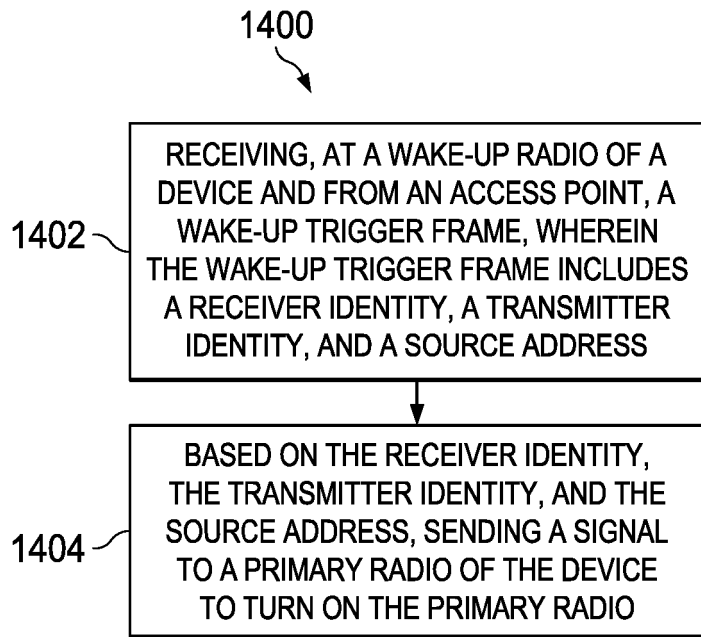 1400
RECEIVING, AT A WAKE-UP RADIO OF A
DEVICE AND FROM AN ACCESS POINT, A
WAKE-UP TRIGGER FRAME, WHEREIN
THE WAKE-UP TRIGGER FRAME INCLUDES
A RECEIVER IDENTITY, A TRANSMITTER
IDENTITY, AND A SOURCE ADDRESS
1402
BASED ON THE RECEIVER IDENTITY,
THE TRANSMITTER IDENTITY, AND THE
SOURCE ADDRESS, SENDING A SIGNAL
TO A PRIMARY RADIO OF THE DEVICE
TO TURN ON THE PRIMARY RADIO
1404